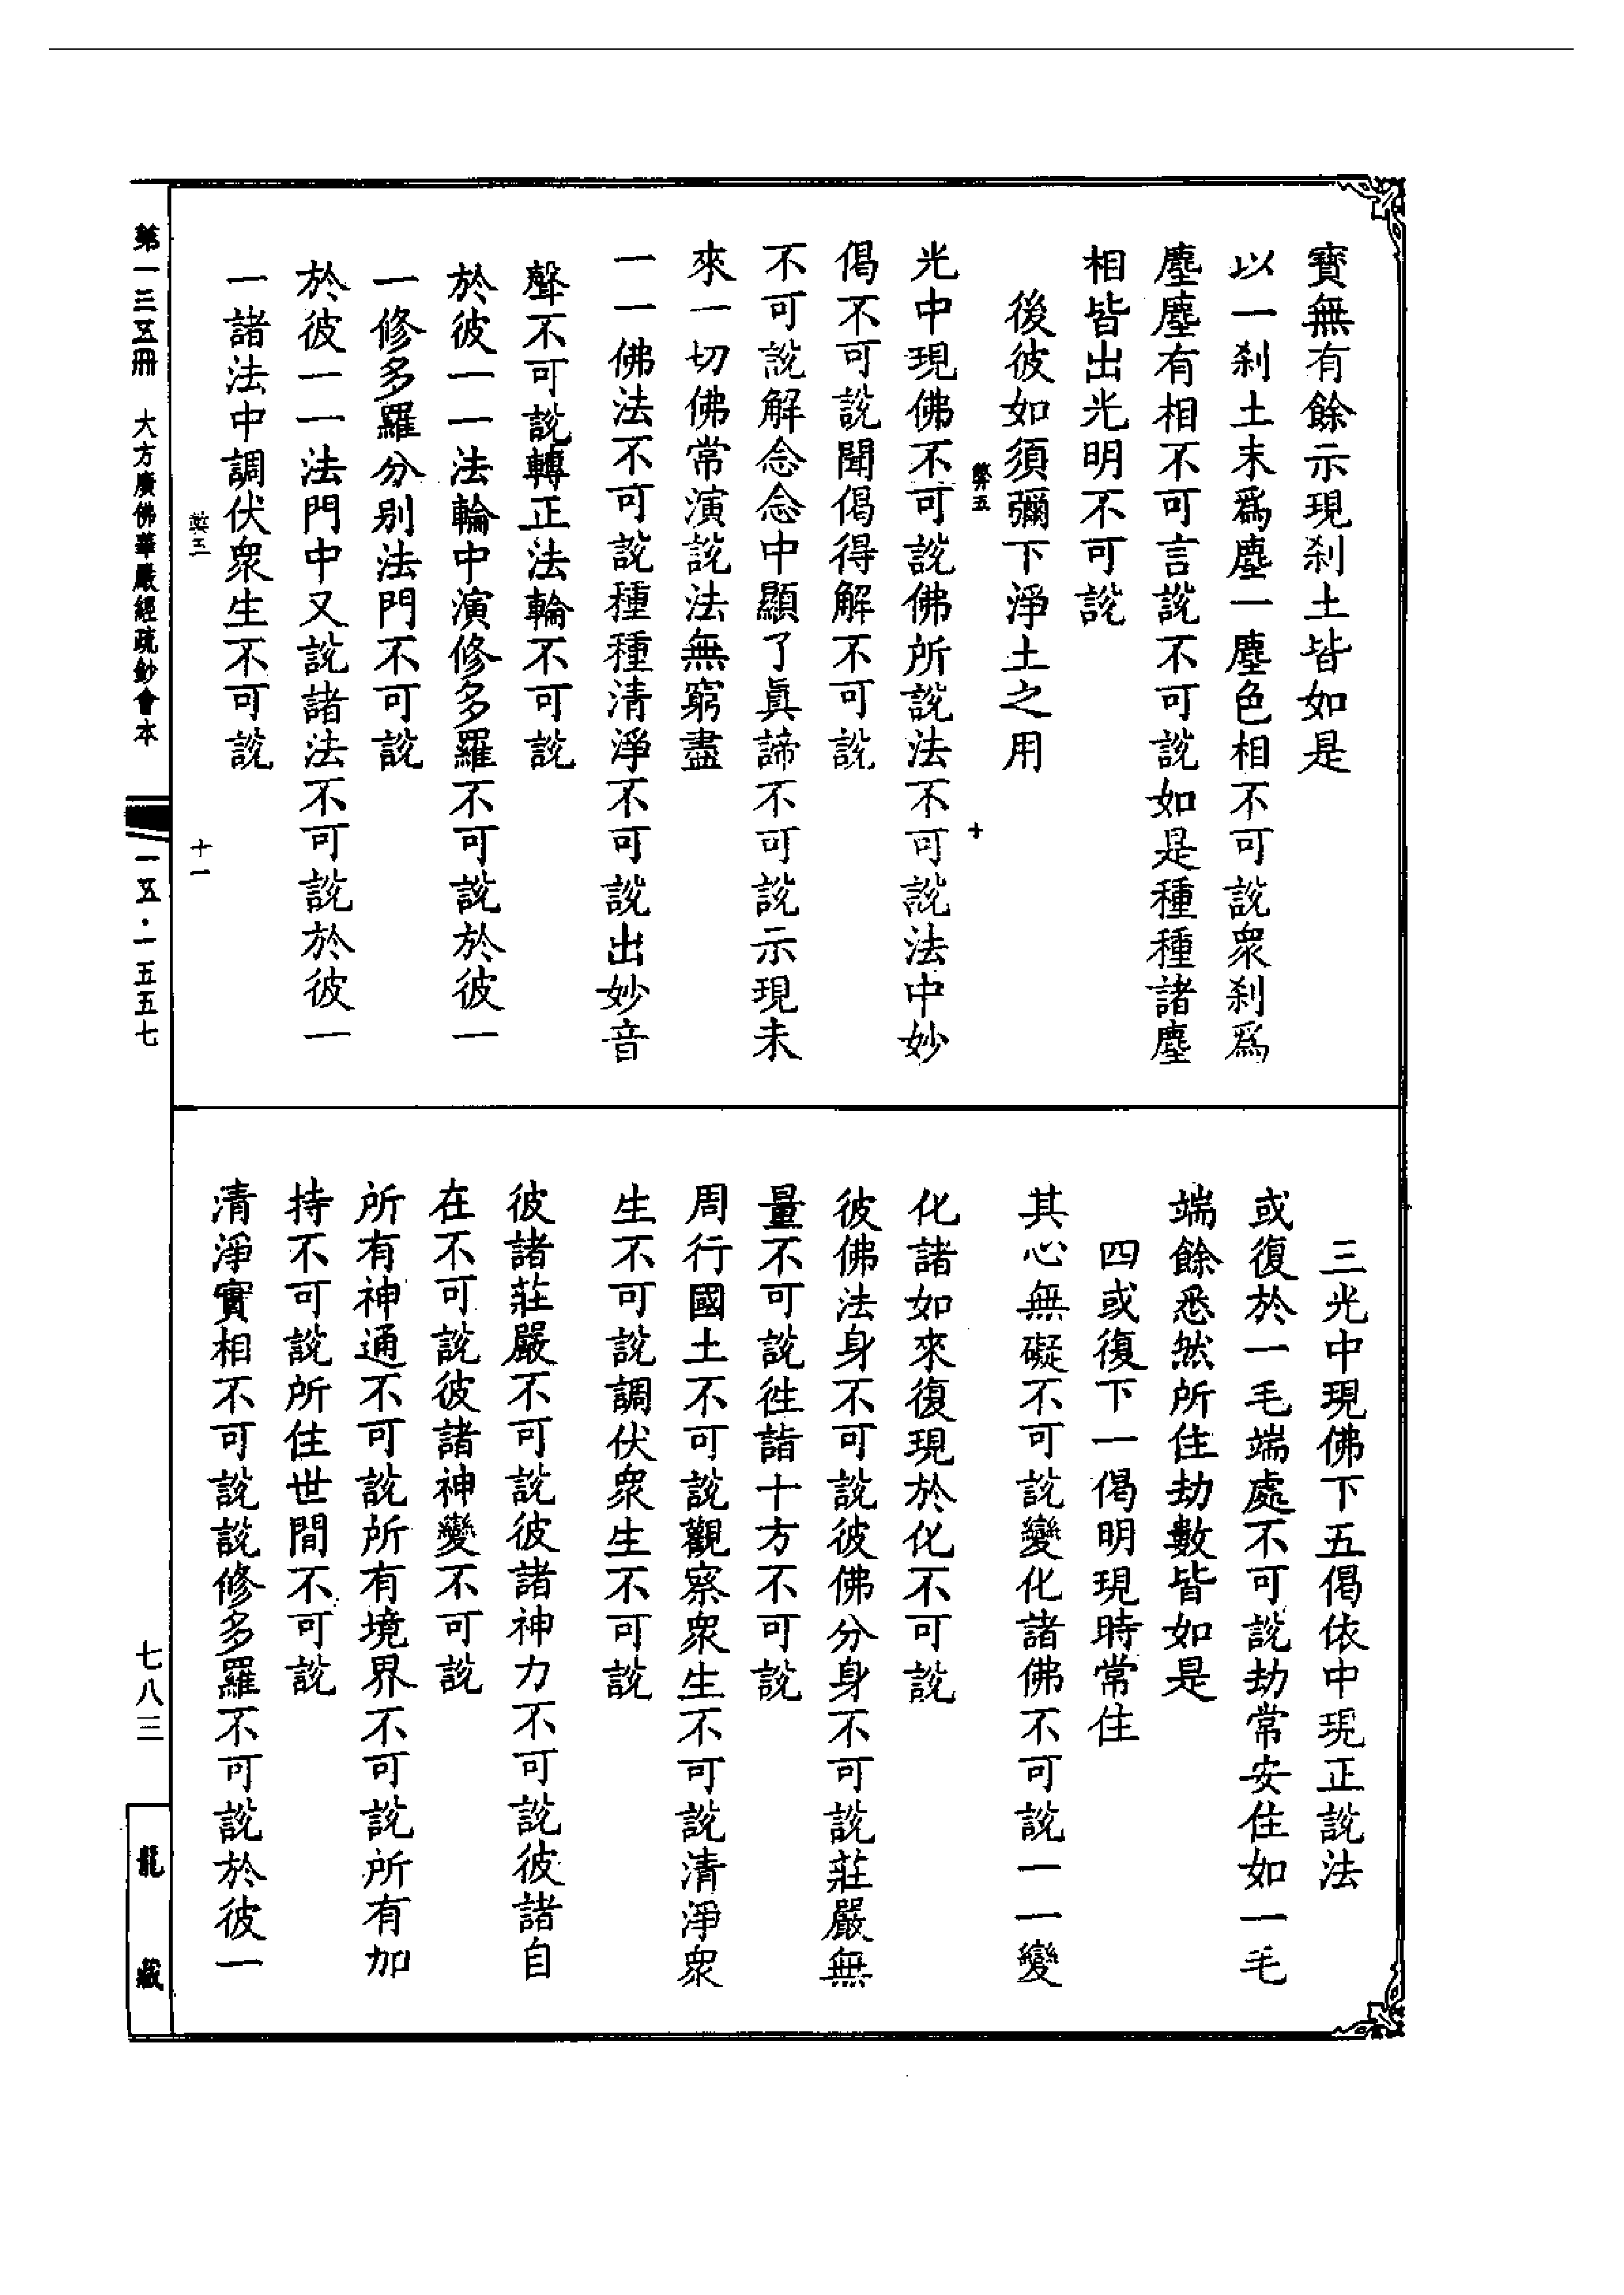 寶無有餘示現刹土皆如是
以一刹土末爲塵一塵色相不可說衆刹爲
塵塵有相不可言說不可說如是種種諸塵
相皆出光明不可說
後彼如須彌下淨土之用
十
光中現佛不可說佛所說法不可說法中妙
偈不可說聞偈得解不可說
不可說解念念中顯了眞諦不可說示現未
來一切佛常演說法無窮盡
一一佛法不可說種種清淨不可說出妙音
聲不可說轉正法輪不可說
於彼一一法輪中演修多羅不可說於彼一
一修多羅分别法門不可說
於彼一一法門中又說諸法不可說於彼一
一諸法中調伏衆生不可說
十一
三光中現佛下五偈依中現正說法
或復於一毛端處不可說劫常安住如一毛
端餘悉然所住劫數皆如是
四或復下一偈明現時常住
其心無礙不可說變化諸佛不可說一一變
化諸如來復現於化不可說
彼佛法身不可說彼佛分身不可說莊嚴無
量不可說徃詣十方不可說
周行國土不可說觀察衆生不可說清淨衆
生不可說調伏衆生不可說
彼諸莊嚴不可說彼諸神力不可說彼諸自
在不可說彼諸神變不可說
所有神通不可說所有境界不可說所有加
持不可說所住世間不可說
清淨實相不可說說修多羅不可說於彼一
第一三五冊 大方廣佛華嚴經疏鈔會本
一五·一五五七
七八三
龍藏